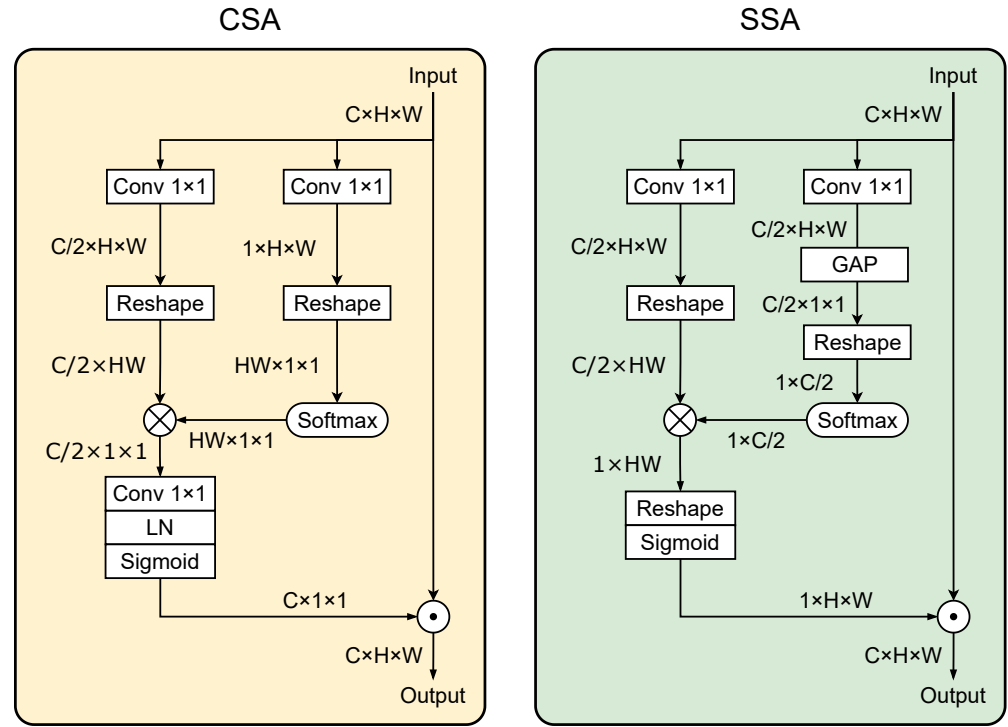 CSA
Input
C×H×W
Conv 1×1
Conv 1×1
C/2×H×W
1×H×W
Reshape
Reshape
C/2×HW
HW×1×1
Softmax
HW×1×1
C/2×1×1
Conv 1×1
LN
Sigmoid
C×1×1
C×H×W
Output
SSA
Input
C×H×W
Conv 1×1
Conv 1×1
C/2×H×W
C/2×H×W
GAP
C/2×1×1
Reshape
Reshape
C/2×HW
1×C/2
Softmax
1×C/2
1×HW
Reshape
Sigmoid
1×H×W
C×H×W
Output